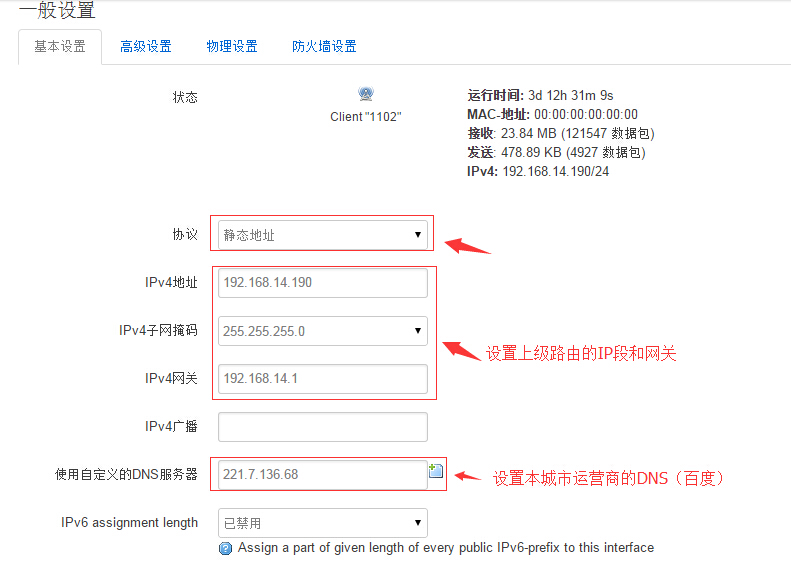 一般设置
基本设置 高级设置 物理设置 防火墙设置
状态
Client "1102"
运行时间: 3d 12h 31m 9s
MAC-地址: 00:00:00:00:00:00
接收: 23.84 MB (121547 数据包)
发送: 478.89 KB (4927 数据包)
IPv4: 192.168.14.190/24
协议 静态地址
IPv4地址 192.168.14.190
IPv4子网掩码 255.255.255.0
设置上级路由的IP段和网关
IPv4网关 192.168.14.1
IPv4广播
使用自定义的DNS服务器 221.7.136.68
设置本城市运营商的DNS（百度）
IPv6 assignment length 已禁用
Assign a part of given length of every public IPv6-prefix to this interface